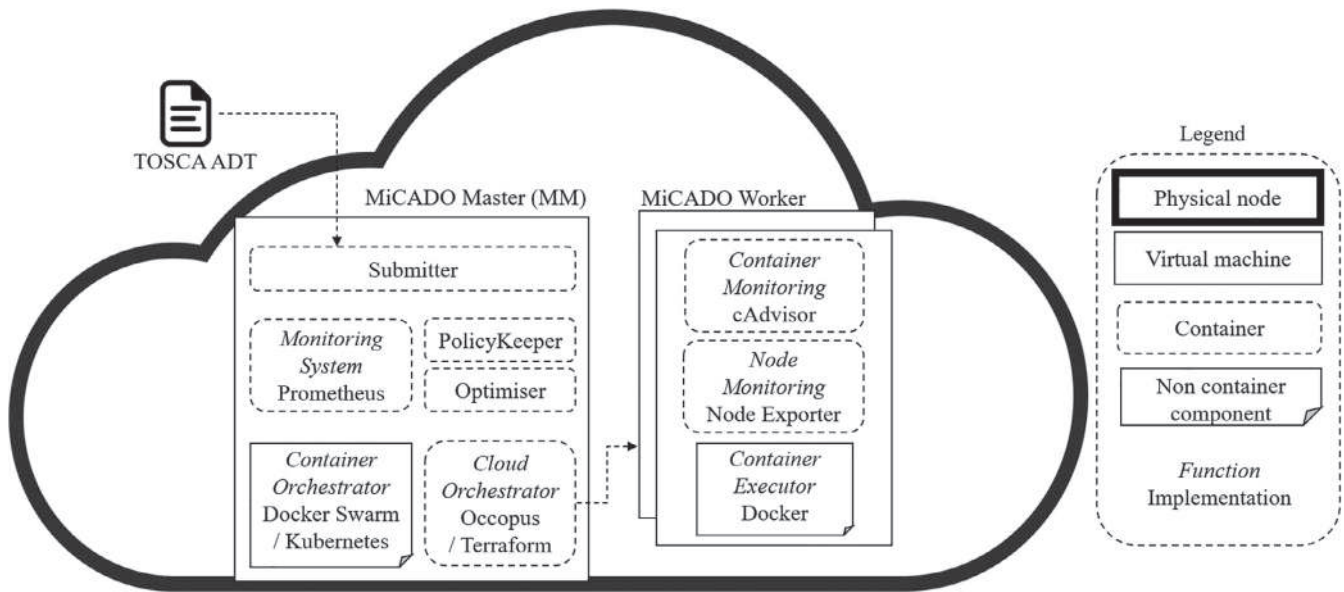 TOSCA ADT
MiCADO Master (MM)
Submitter
Monitoring
System
Prometheus
PolicyKeeper
Optimiser
Container
Orchestrator
Docker Swarm
/ Kubernetes
Cloud
Orchestrator
Occopus
/ Terraform
MiCADO Worker
Container
Monitoring
cAdvisor
Node
Monitoring
Node Exporter
Container
Executor
Docker
Legend
Physical node
Virtual machine
Container
Non container
component
Function
Implementation